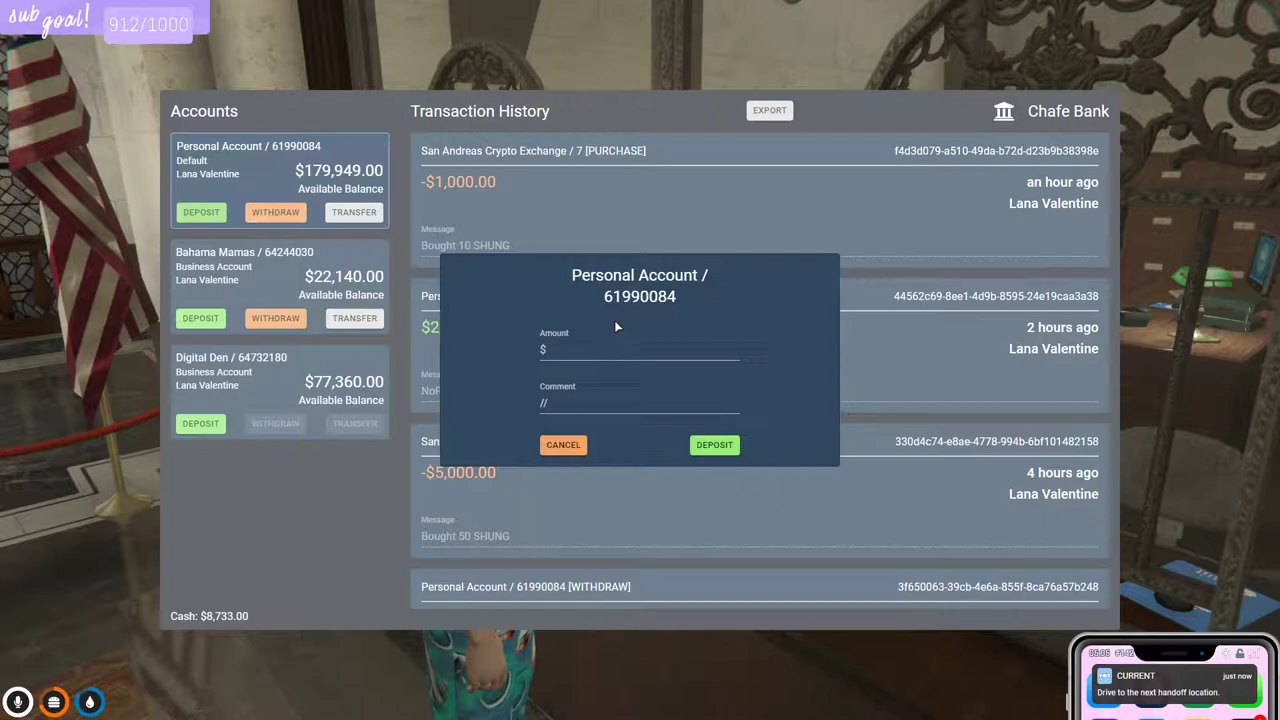 sub goal!
912/1000
Accounts
Transaction History
EXPORT
Chafe Bank
Personal Account / 61990084
Default
Lana Valentine
$179,949.00
Available Balance
DEPOSIT
WITHDRAW
TRANSFER
Bahama Mamas / 64244030
Business Account
Lana Valentine
$22,140.00
Available Balance
DEPOSIT
WITHDRAW
TRANSFER
Digital Den / 64732180
Business Account
Lana Valentine
$77,360.00
Available Balance
DEPOSIT
WITHDRAW
TRANSFER
Cash: $8,733.00
San Andreas Crypto Exchange / 7 [PURCHASE]
f4d3d079-a510-49da-b72d-d23b9b38398e
-$1,000.00
an hour ago
Lana Valentine
Message
Bought 10 SHUNG
Pers
44562c69-8ee1-4d9b-8595-24e19caa3a38
$2
2 hours ago
Lana Valentine
Mess
NoP
San
330d4c74-e8ae-4778-994b-6bf101482158
-$5,000.00
4 hours ago
Lana Valentine
Message
Bought 50 SHUNG
Personal Account / 61990084 [WITHDRAW]
3f650063-39cb-4e6a-855f-8ca76a57b248
Personal Account /
61990084
Amount
$
Comment
//
CANCEL
DEPOSIT
CURRENT
just now
Drive to the next handoff location.